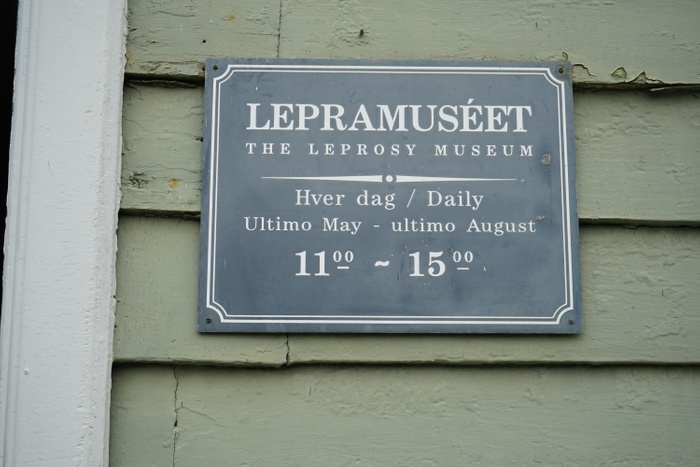 LEPRAMUSÉET
THE LEPROSY MUSEUM
Hver dag / Daily
Ultimo May - ultimo August
1100 ~ 1500